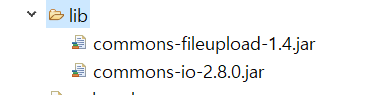 lib
commons-fileupload-1.4.jar
commons-io-2.8.0.jar